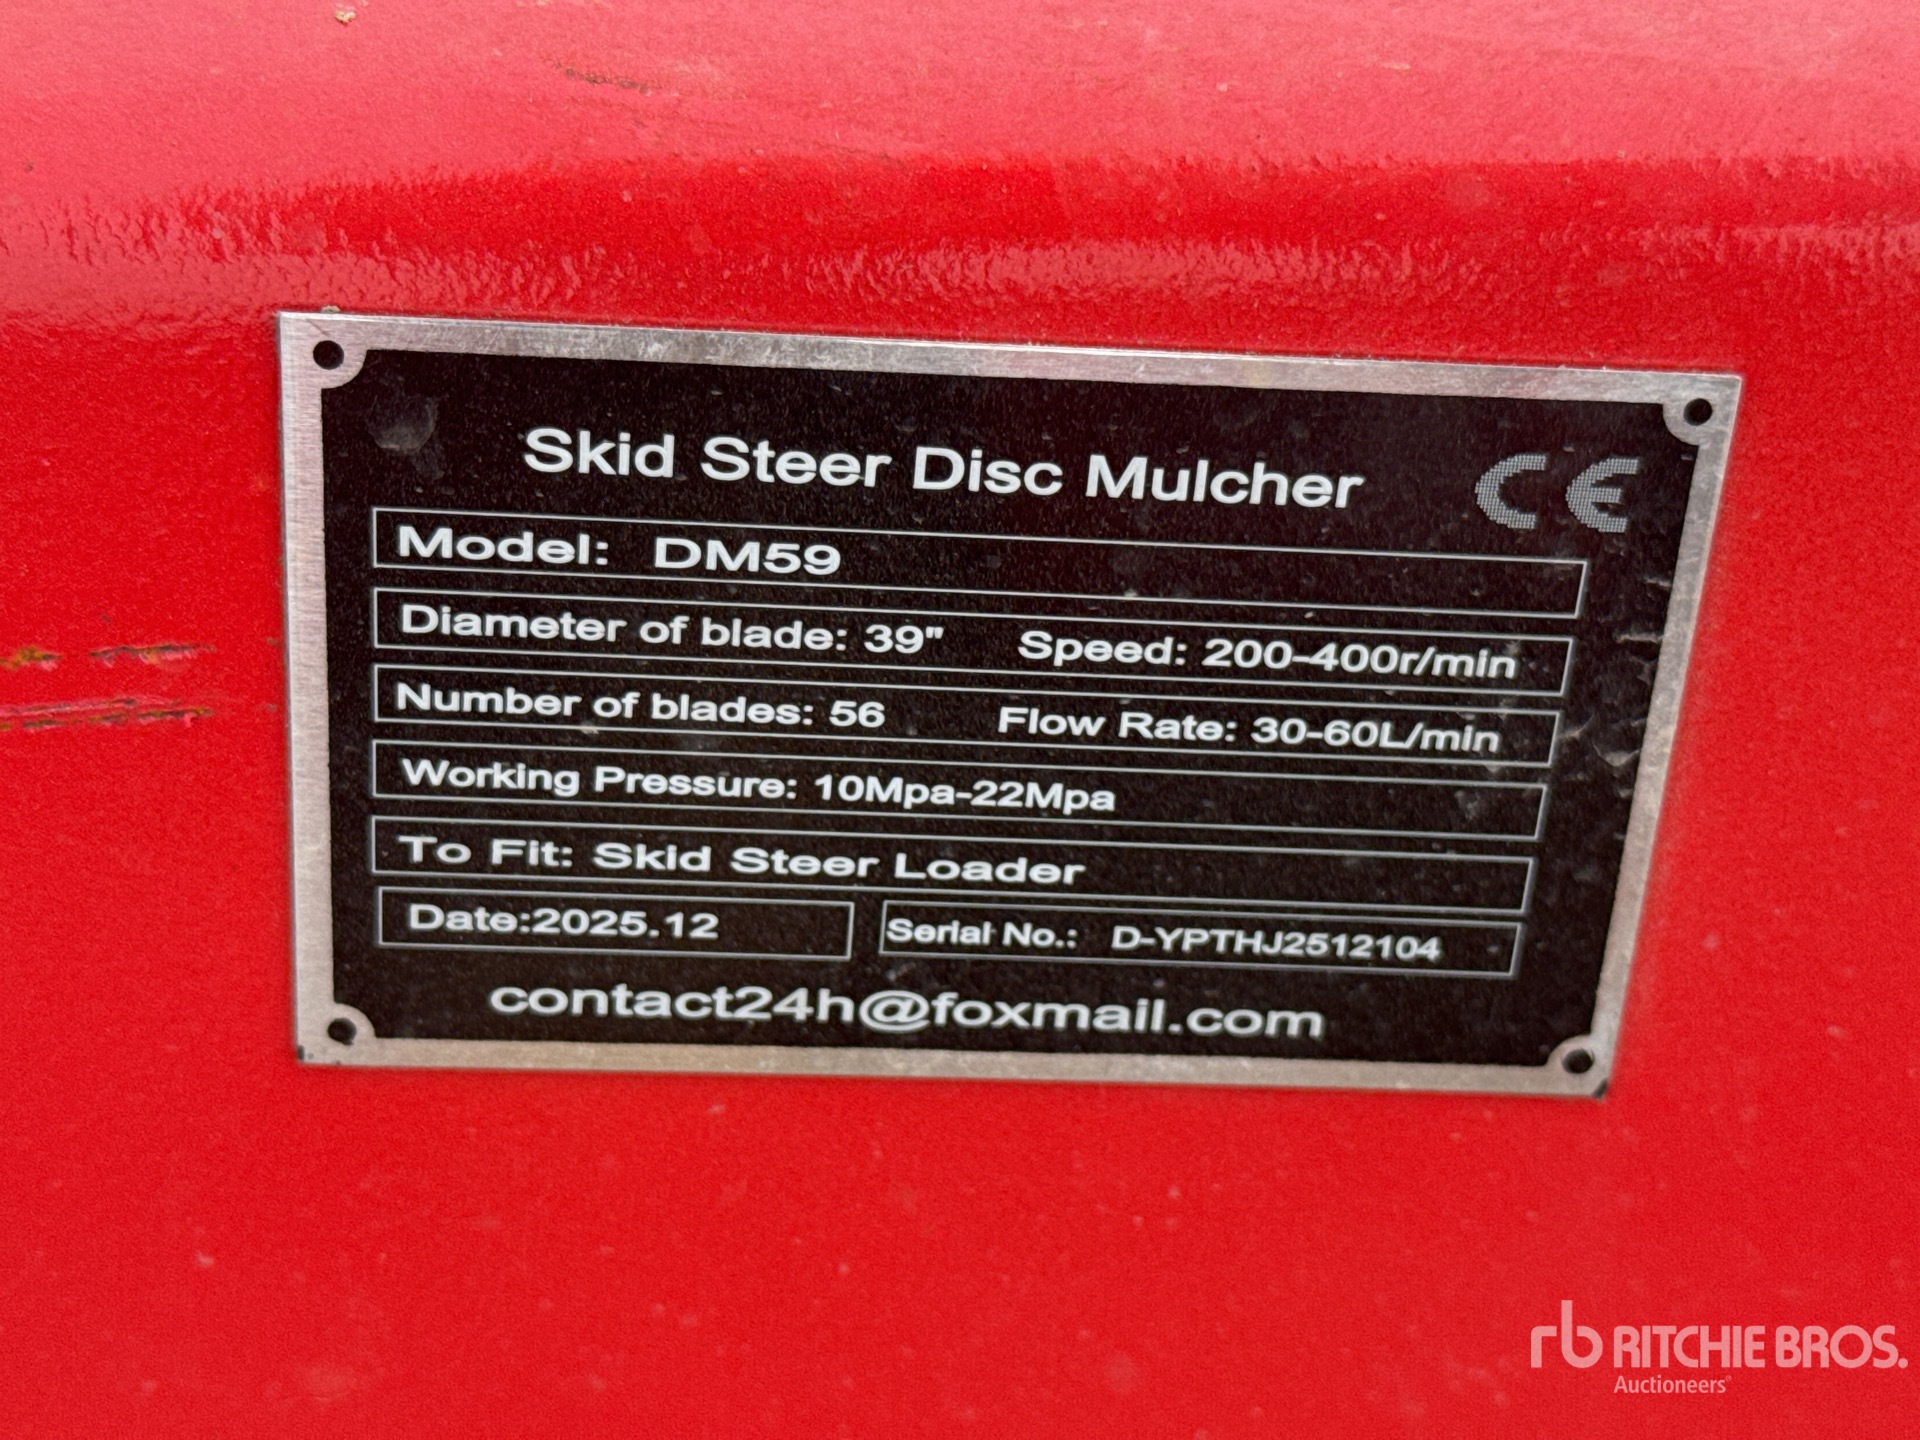 Skid Steer Disc Mulcher CE
Model: DM59
Diameter of blade: 39" Speed: 200-400r/min
Number of blades: 56 Flow Rate: 30-60L/min
Working Pressure: 10Mpa-22Mpa
To Fit: Skid Steer Loader
Date:2025.12 Serial No.: D-YPTHJ2512104
contact24h@foxmail.com
rb RITCHIE BROS.
Auctioneers®